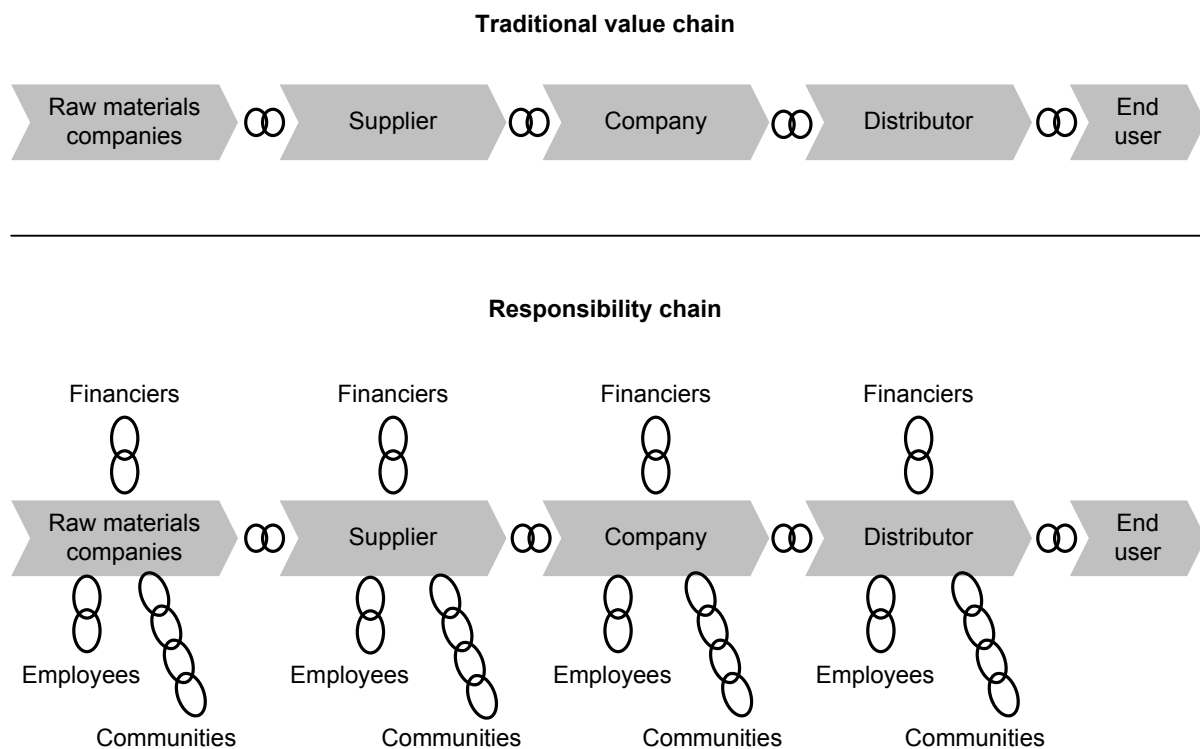 Traditional value chain
Raw materials
companies
Supplier
Company
Distributor
End
user
Responsibility chain
Financiers
Financiers
Financiers
Financiers
Raw materials
companies
Supplier
Company
Distributor
End
user
Employees
Employees
Employees
Employees
Communities
Communities
Communities
Communities